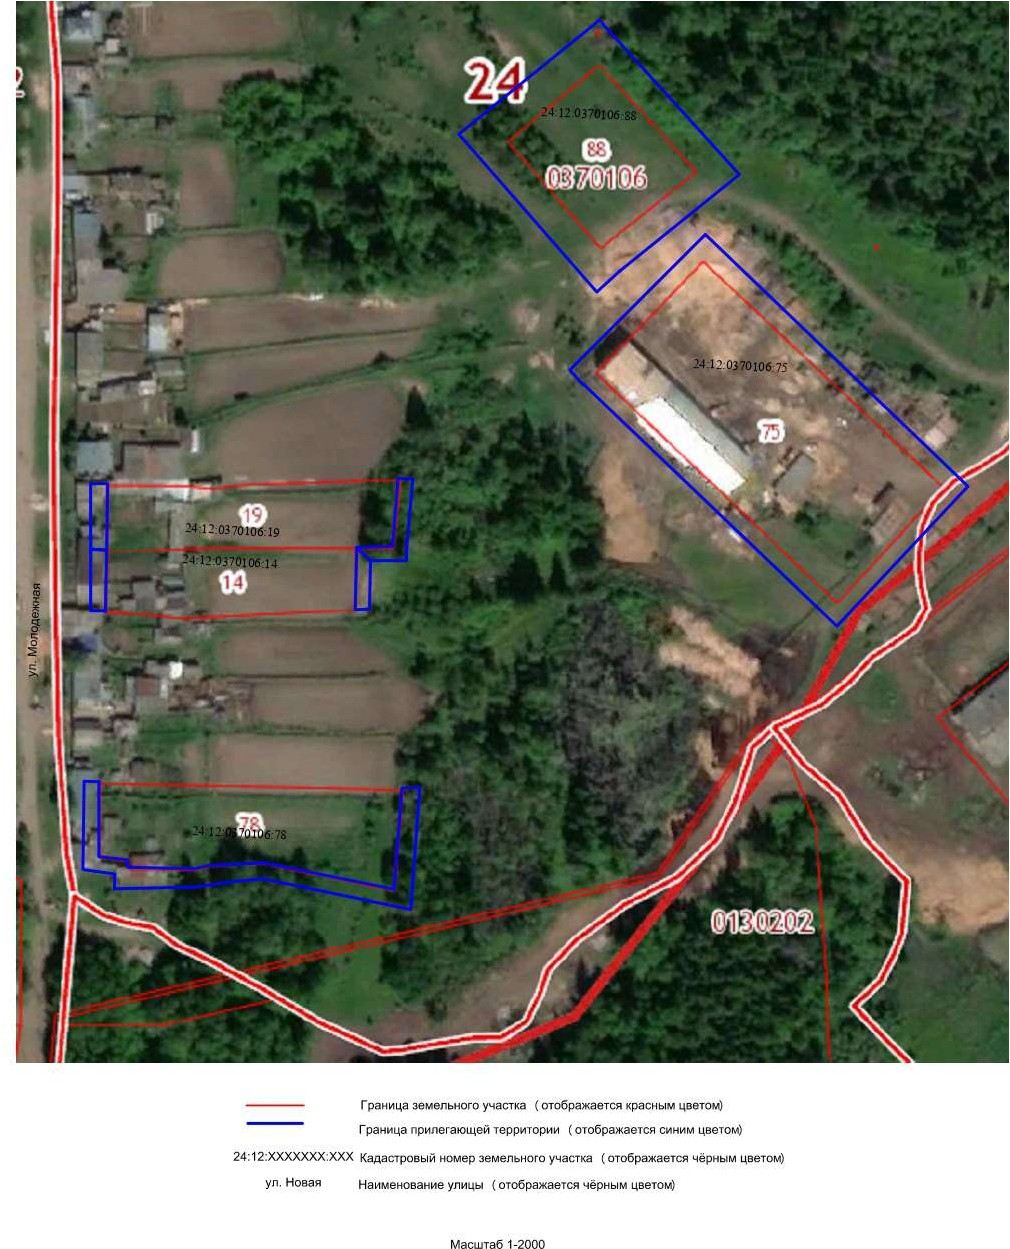 2
24
24:12:0370106:88
88
0370106
24:12:0370106:75
75
19
24:12:0370106:19
24:12:0370106:14
14
ул. Молодежная
78
24:12:0370106:78
0130202
Граница земельного участка ( отображается красным цветом)
Граница прилегающей территории ( отображается синим цветом)
24:12:XXXXXXX:XXX Кадастровый номер земельного участка ( отображается чёрным цветом)
ул. Новая Наименование улицы ( отображается чёрным цветом)
Масштаб 1-2000